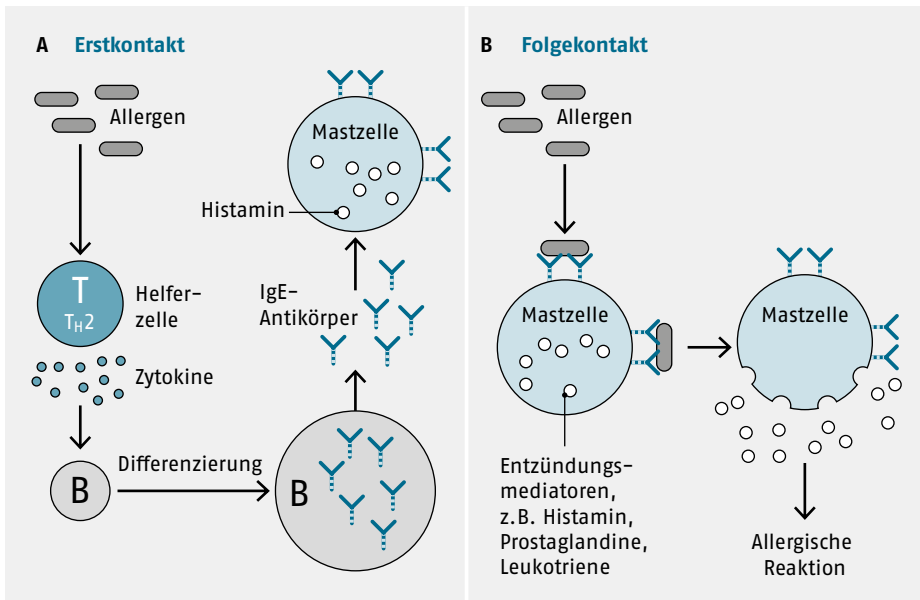 A Erstkontakt
Allergen
Mastzelle
Histamin
T
TH2
Helfer-
zelle
IgE-
Antikörper
Zytokine
Differenzierung
B
B
B Folgekontakt
Allergen
Mastzelle
Mastzelle
Entzündungs-
mediatoren,
z.B. Histamin,
Prostaglandine,
Leukotriene
Allergische
Reaktion